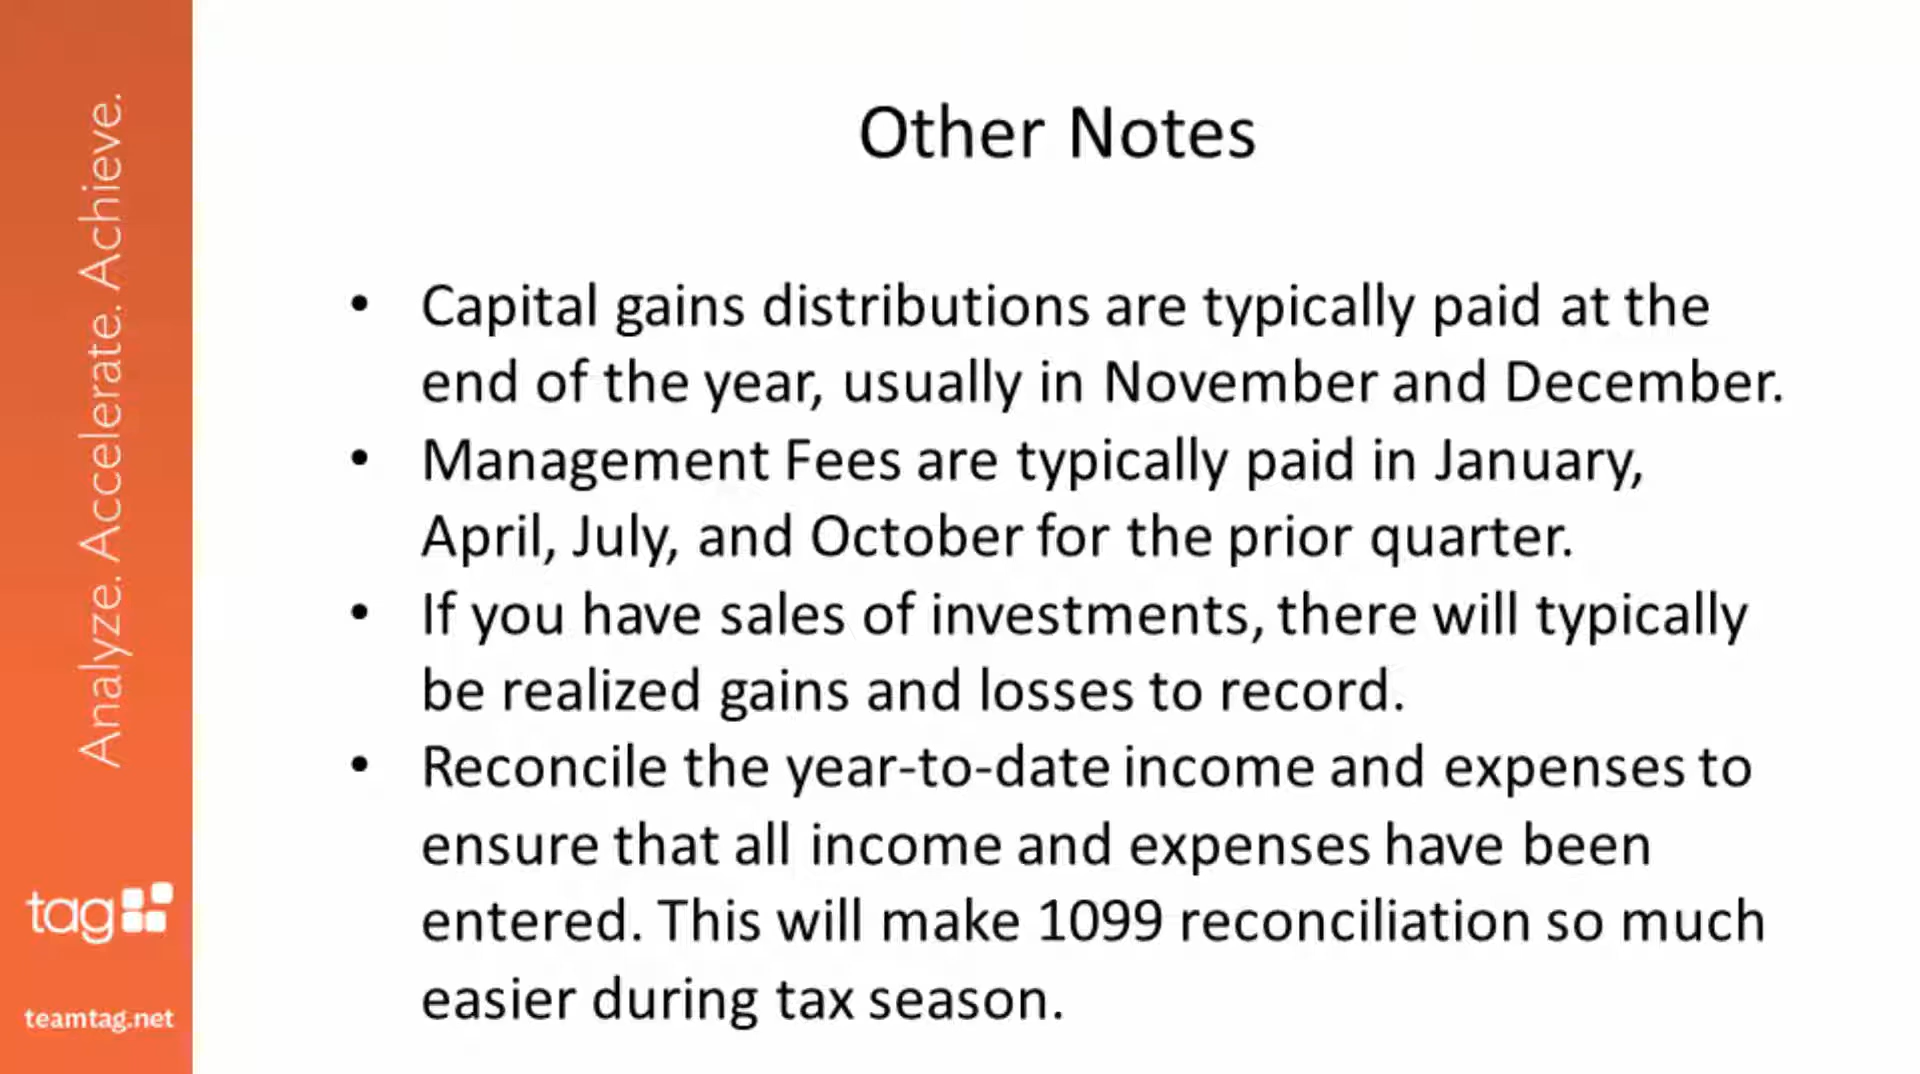 Analyze. Accelerate. Achieve.
tag
teamtag.net
Other Notes
• Capital gains distributions are typically paid at the
end of the year, usually in November and December.
• Management Fees are typically paid in January,
April, July, and October for the prior quarter.
• If you have sales of investments, there will typically
be realized gains and losses to record.
• Reconcile the year-to-date income and expenses to
ensure that all income and expenses have been
entered. This will make 1099 reconciliation so much
easier during tax season.